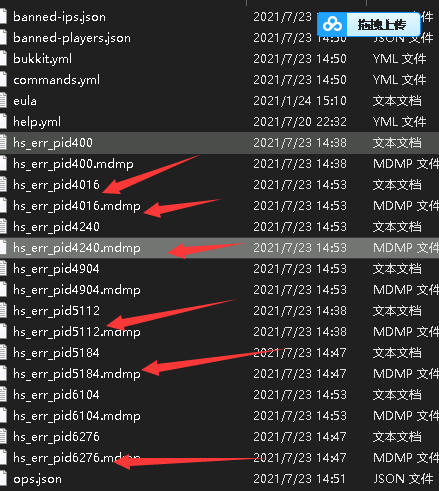 banned-ips.json 2021/7/23 拖拽上传
banned-players.json 2021/7/23 14:50 JSON 文件
bukkit.yml 2021/7/23 14:50 YML 文件
commands.yml 2021/7/23 14:50 YML 文件
eula 2021/1/24 15:10 文本文档
help.yml 2021/7/20 22:32 YML 文件
hs_err_pid400 2021/7/23 14:38 文本文档
hs_err_pid400.mdmp 2021/7/23 14:38 MDMP 文件
hs_err_pid4016 2021/7/23 14:53 文本文档
hs_err_pid4016.mdmp 2021/7/23 14:53 MDMP 文件
hs_err_pid4240 2021/7/23 14:53 文本文档
hs_err_pid4240.mdmp 2021/7/23 14:53 MDMP 文件
hs_err_pid4904 2021/7/23 14:53 文本文档
hs_err_pid4904.mdmp 2021/7/23 14:53 MDMP 文件
hs_err_pid5112 2021/7/23 14:38 文本文档
hs_err_pid5112.mdmp 2021/7/23 14:38 MDMP 文件
hs_err_pid5184 2021/7/23 14:47 文本文档
hs_err_pid5184.mdmp 2021/7/23 14:47 MDMP 文件
hs_err_pid6104 2021/7/23 14:53 文本文档
hs_err_pid6104.mdmp 2021/7/23 14:53 MDMP 文件
hs_err_pid6276 2021/7/23 14:47 文本文档
hs_err_pid6276.mdmp 2021/7/23 14:47 MDMP 文件
ops.json 2021/7/23 14:51 JSON 文件